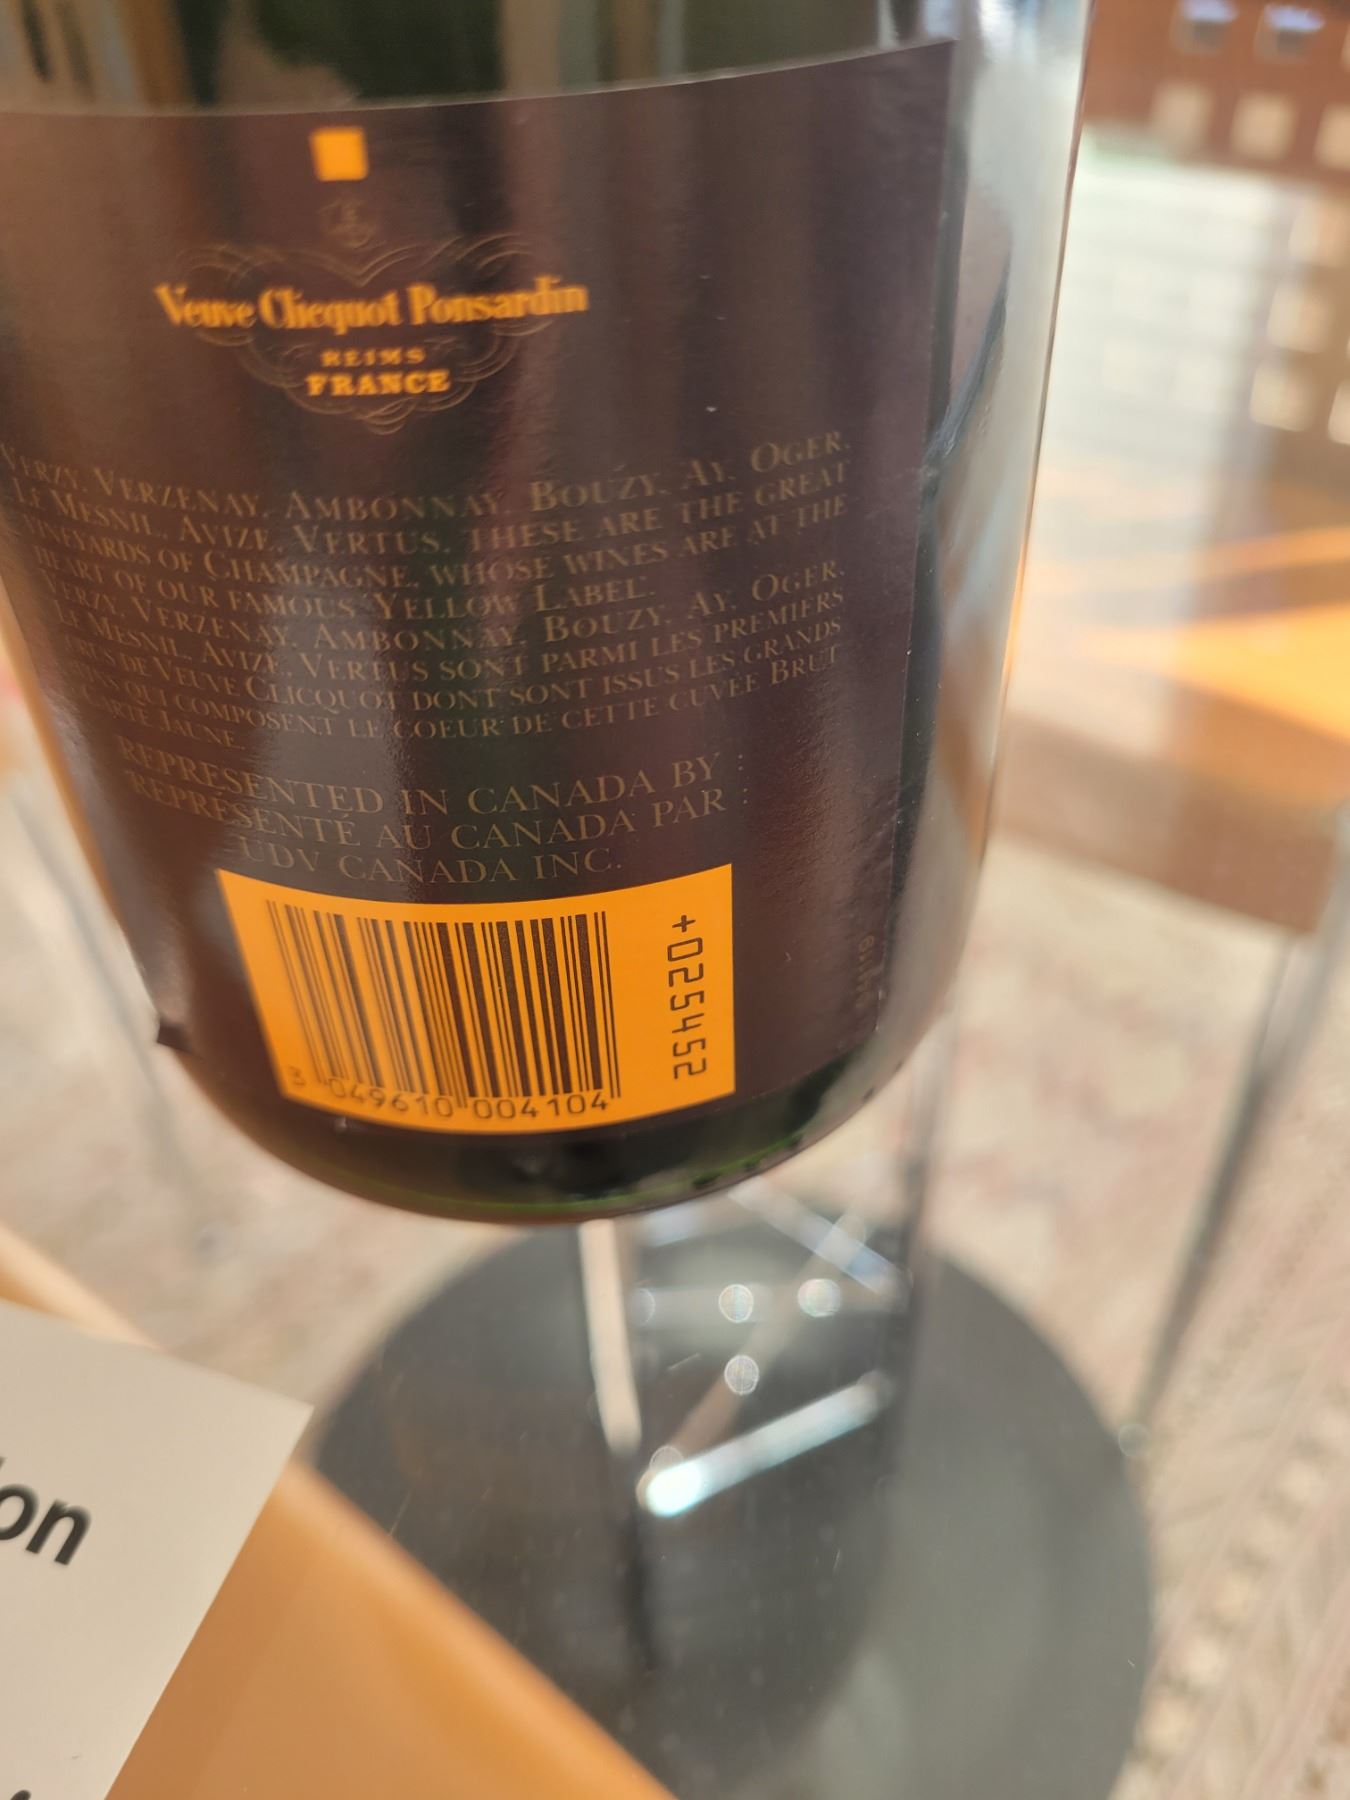 Veuve Clicquot Ponsardin
REIMS
FRANCE
VERZY, VERZENAY, AMBONNAY, BOUZY, AY, OGER,
LE MESNIL, AVIZE, VERTUS, THESE ARE THE GREAT
VINEYARDS OF CHAMPAGNE, WHOSE WINES ARE AT THE
HEART OF OUR FAMOUS 'YELLOW LABEL'.
VERZY, VERZENAY, AMBONNAY, BOUZY, AY, OGER,
LE MESNIL, AVIZE, VERTUS SONT PARMI LES PREMIERS
DE VEUVE CLICQUOT DONT SONT ISSUS LES GRANDS
QUI COMPOSENT LE COEUR DE CETTE CUVÉE BRUT
CARTE JAUNE.
REPRESENTED IN CANADA BY :
REPRESENTÉ AU CANADA PAR :
UDV CANADA INC.
+025452
3 049610 004104
on